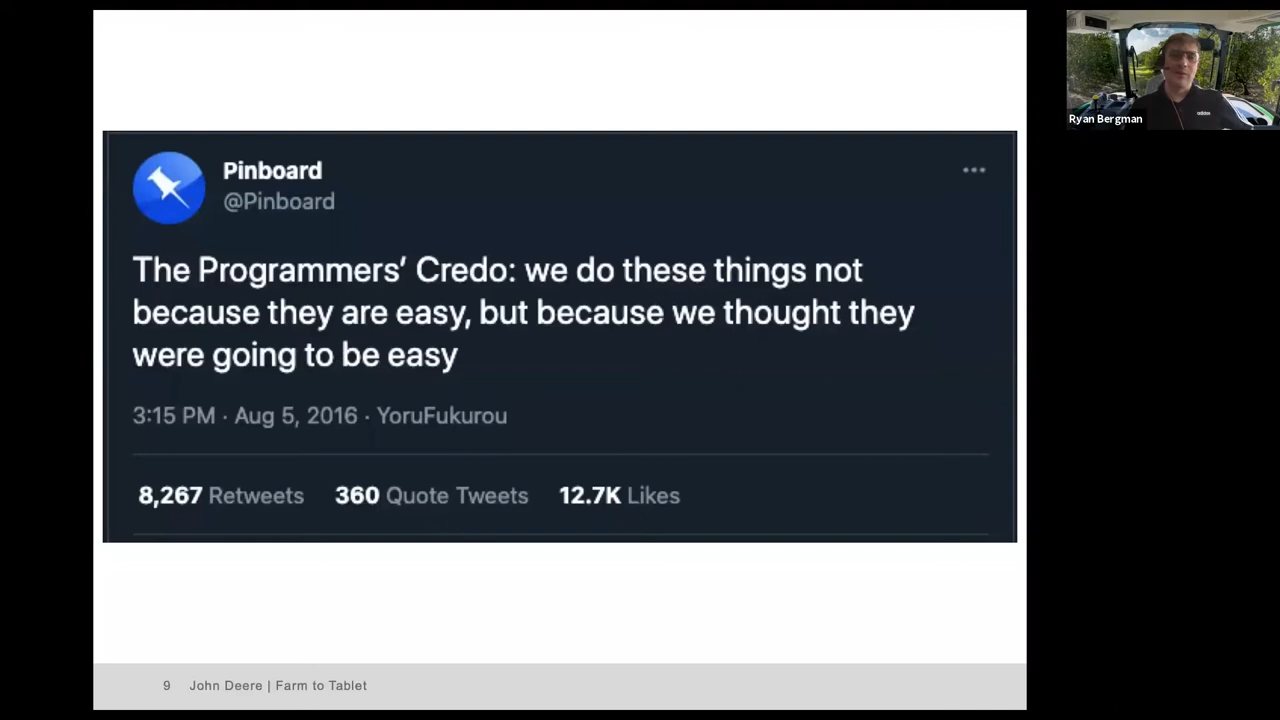 Pinboard
@Pinboard
The Programmers’ Credo: we do these things not
because they are easy, but because we thought they
were going to be easy
3:15 PM · Aug 5, 2016 · YoruFukurou
8,267 Retweets 360 Quote Tweets 12.7K Likes
9 John Deere | Farm to Tablet
Ryan Bergman